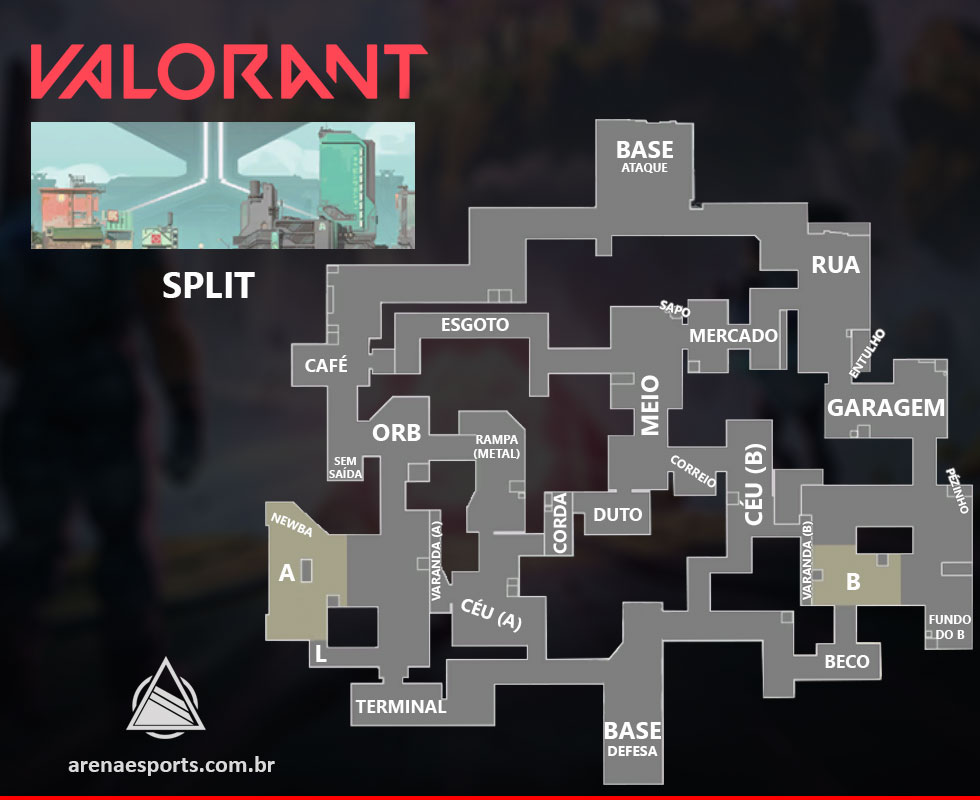 VALORANT
SPLIT
BASE
ATAQUE
RUA
SAPO
ESGOTO
MERCADO
ENTULHO
CAFÉ
MEIO
GARAGEM
ORB
RAMPA
(METAL)
SEM
SAÍDA
CORREIO
CÉU (B)
PÉZINHO
NEWBA
CORDA
DUTO
VARANDA (A)
VARANDA (B)
A
B
CÉU (A)
FUNDO
DO B
L
BECO
TERMINAL
BASE
DEFESA
arenaesports.com.br